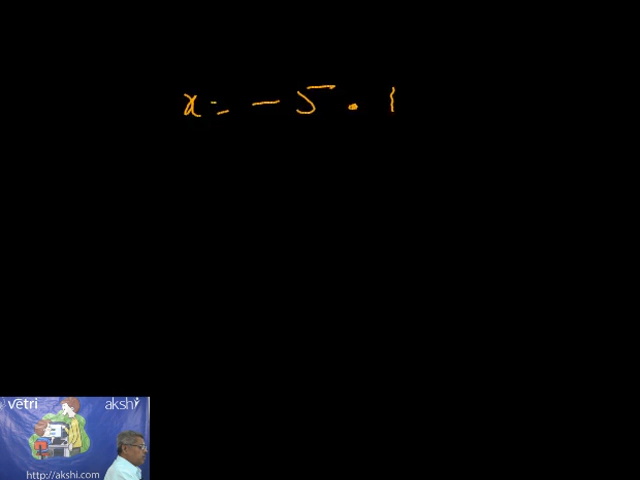 x = - 5 . 1
vetri akshi
http://akshi.com